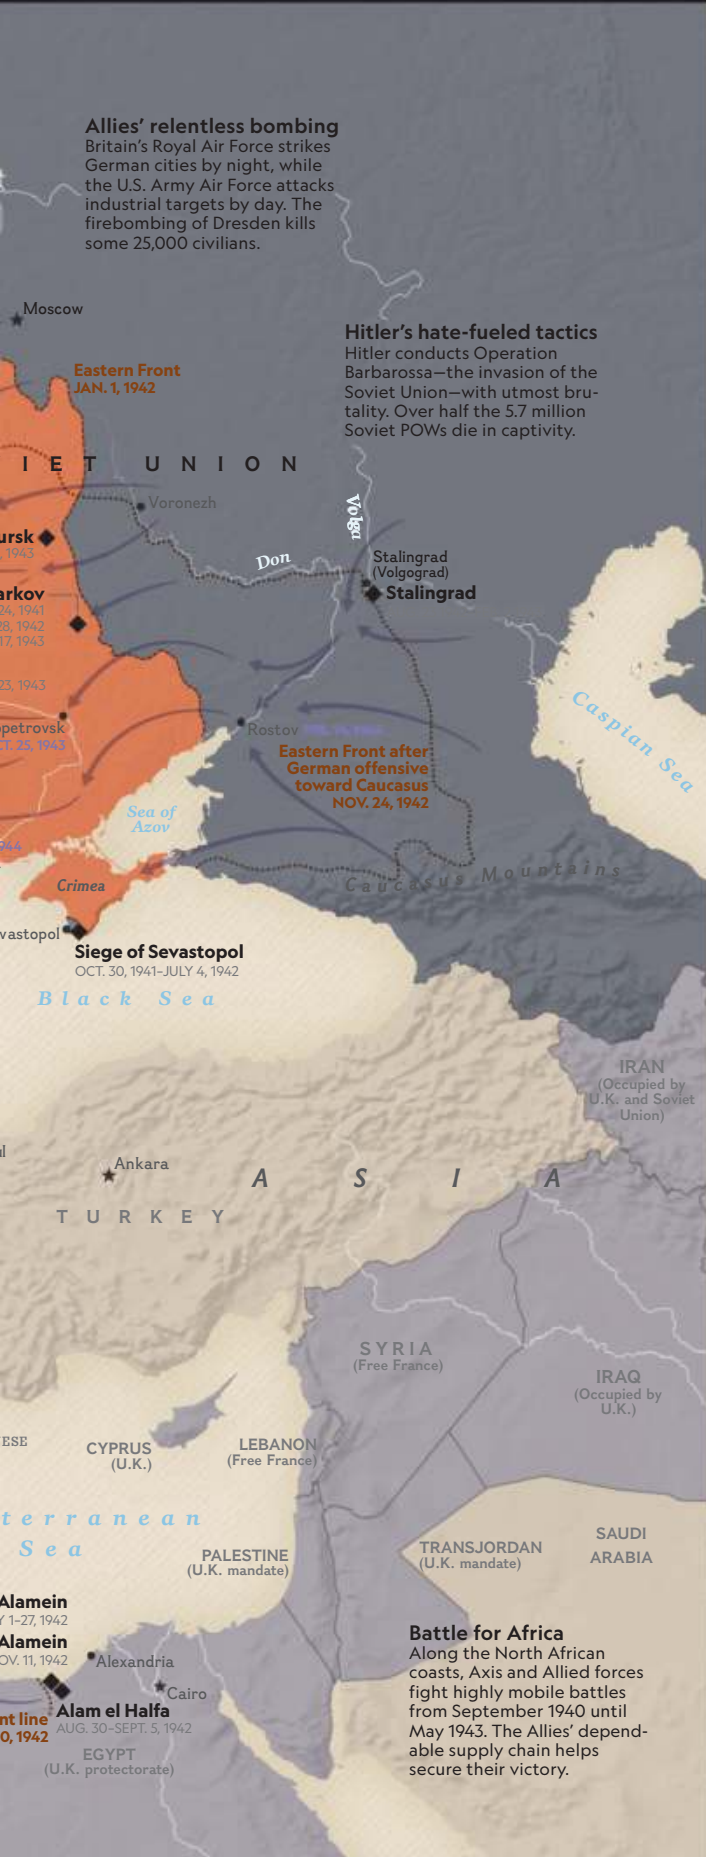 Allies’ relentless bombing
Britain’s Royal Air Force strikes
German cities by night, while
the U.S. Army Air Force attacks
industrial targets by day. The
firebombing of Dresden kills
some 25,000 civilians.
Moscow
Hitler’s hate-fueled tactics
Hitler conducts Operation
Barbarossa—the invasion of the
Soviet Union—with utmost bru-
tality. Over half the 5.7 million
Soviet POWs die in captivity.
Eastern Front
JAN. 1, 1942
IET UNION
Voronezh
Volga
ursk
, 1943
Don
Stalingrad
(Volgograd)
Stalingrad
arkov
24, 1941
28, 1942
17, 1943
23, 1943
opetrovsk
CT. 25, 1943
Rostov
Caspian Sea
Eastern Front after
German offensive
toward Caucasus
NOV. 24, 1942
Sea of
Azov
944
Caucasus Mountains
Crimea
vastopol
Siege of Sevastopol
OCT. 30, 1941–JULY 4, 1942
Black Sea
IRAN
(Occupied by
U.K. and Soviet
Union)
ul
Ankara
ASIA
TURKEY
SYRIA
(Free France)
IRAQ
(Occupied by
U.K.)
ESE
CYPRUS
(U.K.)
LEBANON
(Free France)
terranean
Sea
PALESTINE
(U.K. mandate)
TRANSJORDAN
(U.K. mandate)
SAUDI
ARABIA
Alamein
Y 1–27, 1942
Alamein
OV. 11, 1942
Alexandria
Cairo
Alam el Halfa
AUG. 30–SEPT. 5, 1942
nt line
0, 1942
EGYPT
(U.K. protectorate)
Battle for Africa
Along the North African
coasts, Axis and Allied forces
fight highly mobile battles
from September 1940 until
May 1943. The Allies’ depend-
able supply chain helps
secure their victory.